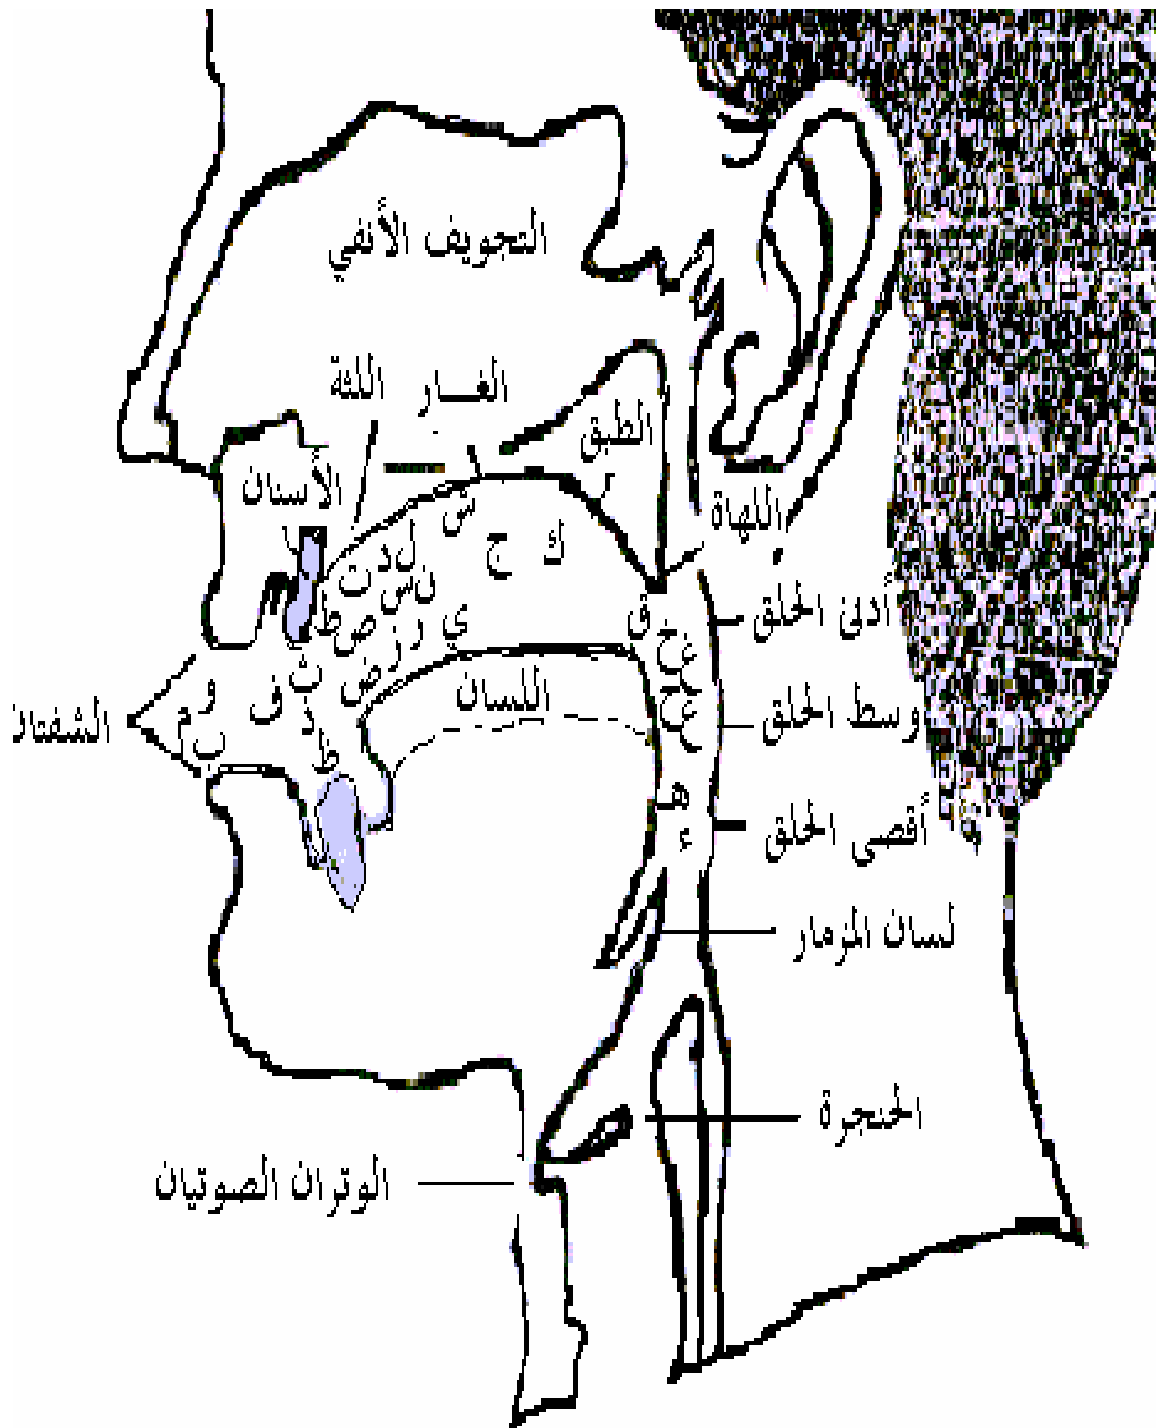 التجويف الأنفي
الغار
اللثة
الطبق
الأسنان
اللهاة
ش
ك
ج
ل
د
ت
ن
س
ص
ط
ي
ر
ز
ض
ق
أدنى الحلق
خ
غ
اللسان
ث
ذ
ظ
ف
و
م
ب
الشفتان
ح
ع
وسط الحلق
هـ
ء
أقصى الحلق
لسان المزمار
الحنجرة
الوتران الصوتيان